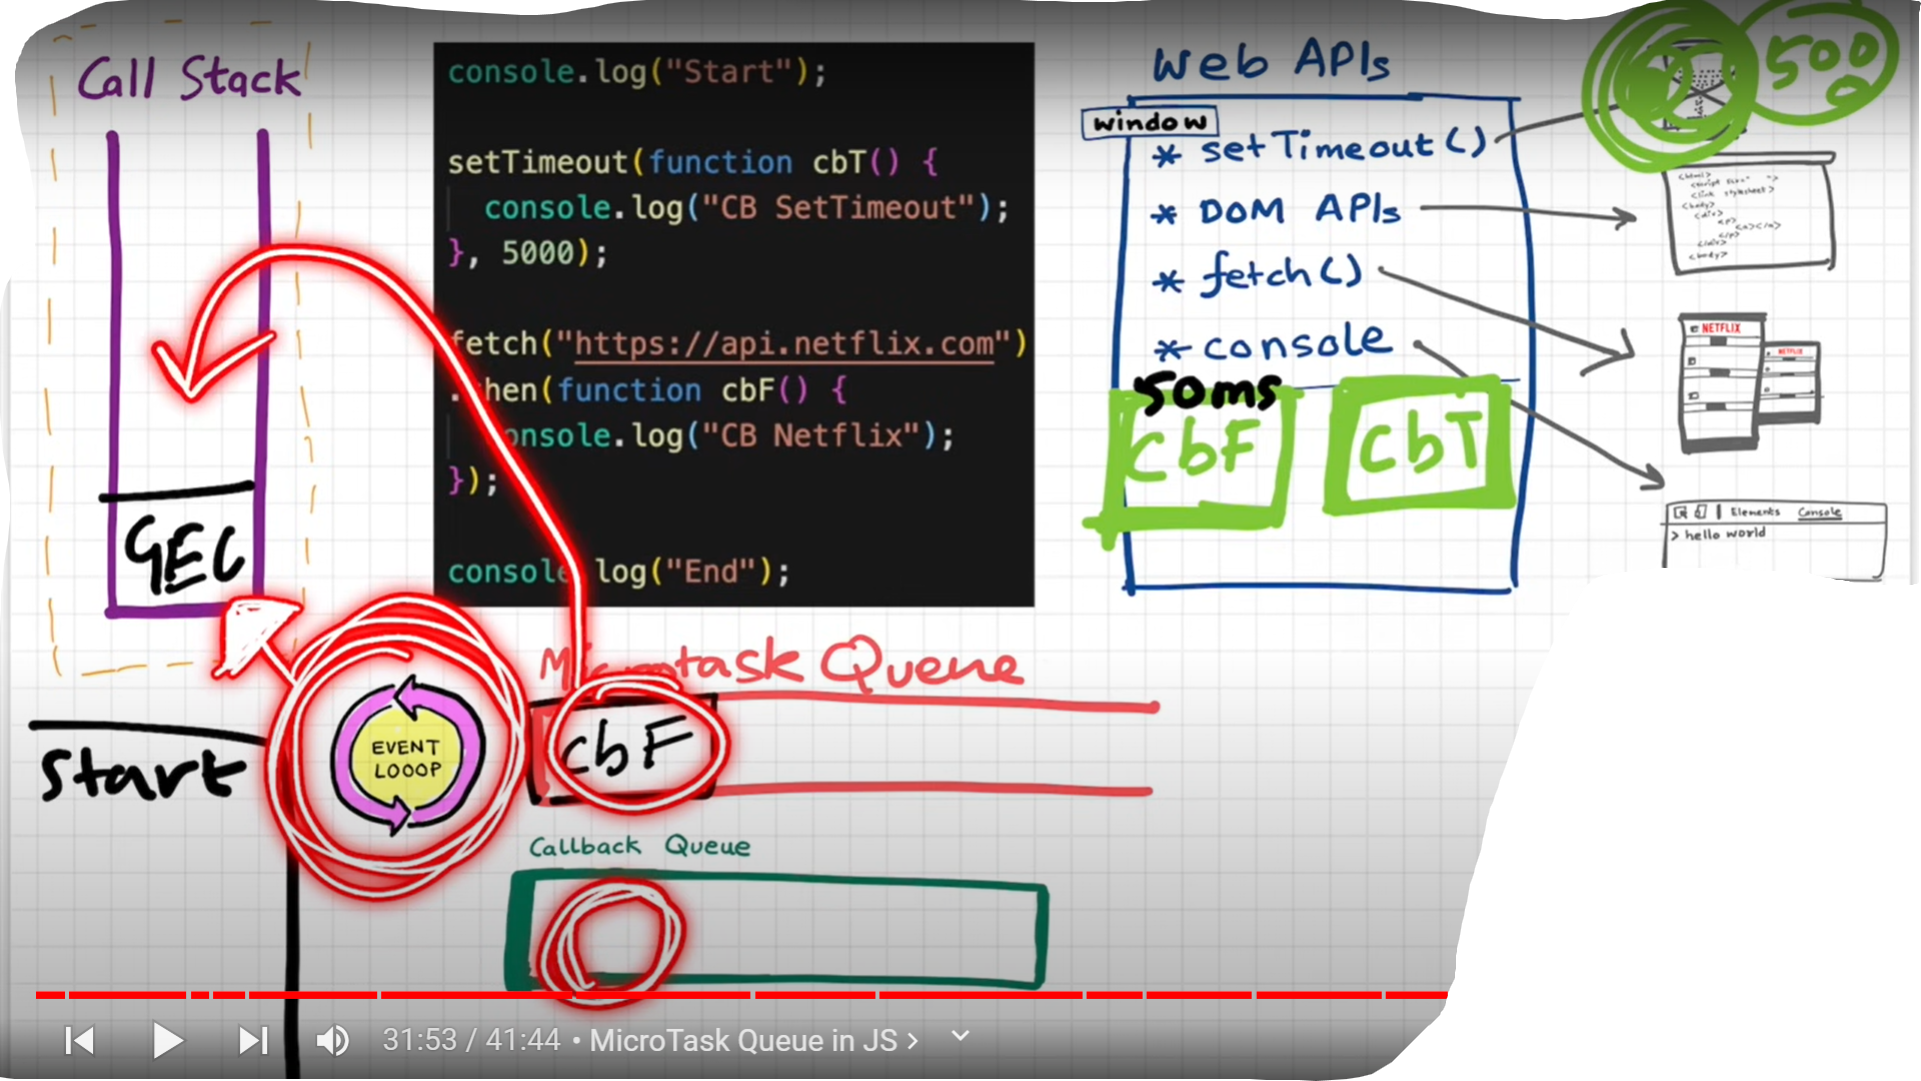 Call Stack
GEC
console.log("Start");
setTimeout(function cbT() {
console.log("CB SetTimeout");
}, 5000);
fetch("https://api.netflix.com")
.then(function cbF() {
console.log("CB Netflix");
});
console.log("End");
Web APIs
window
* setTimeout()
* DOM APIs
* fetch()
* console
50ms
cbF
cbT
5000
NETFLIX
NETFLIX
Elements Console
> hello world
Start
EVENT
LOOOP
Microtask Queue
cbF
Callback Queue
31:53 / 41:44 • MicroTask Queue in JS >